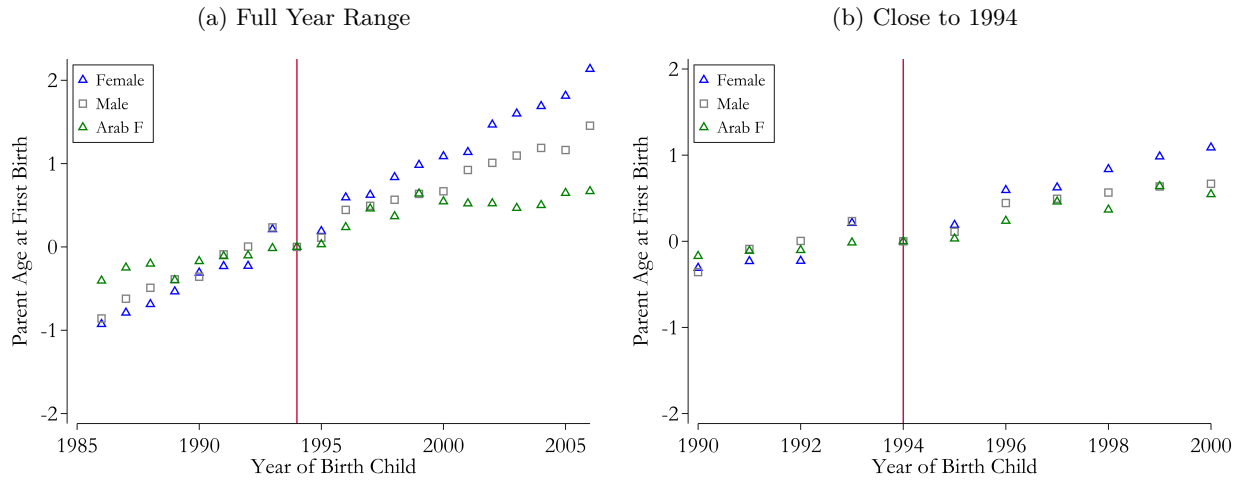 (a) Full Year Range
Female
Male
Arab F
Parent Age at First Birth
2
1
0
-1
-2
1985
1990
1995
2000
2005
Year of Birth Child
(b) Close to 1994
Female
Male
Arab F
Parent Age at First Birth
2
1
0
-1
-2
1990
1992
1994
1996
1998
2000
Year of Birth Child